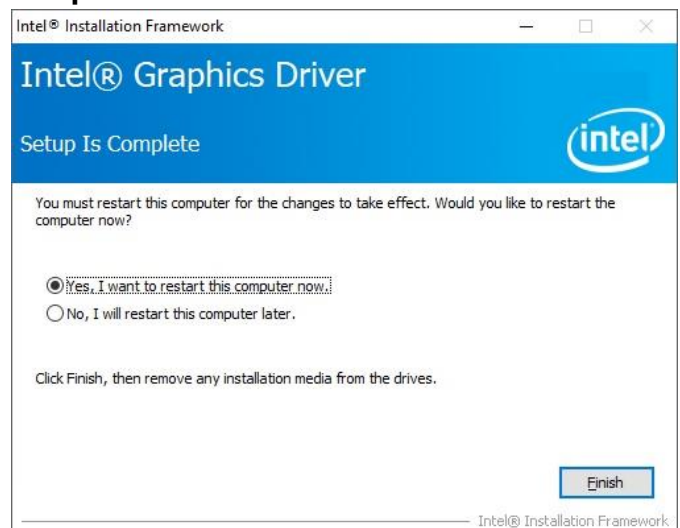 Intel® Installation Framework
Intel® Graphics Driver
Setup Is Complete
intel
You must restart this computer for the changes to take effect. Would you like to restart the
computer now?
Yes, I want to restart this computer now.
No, I will restart this computer later.
Click Finish, then remove any installation media from the drives.
Finish
Intel® Installation Framework